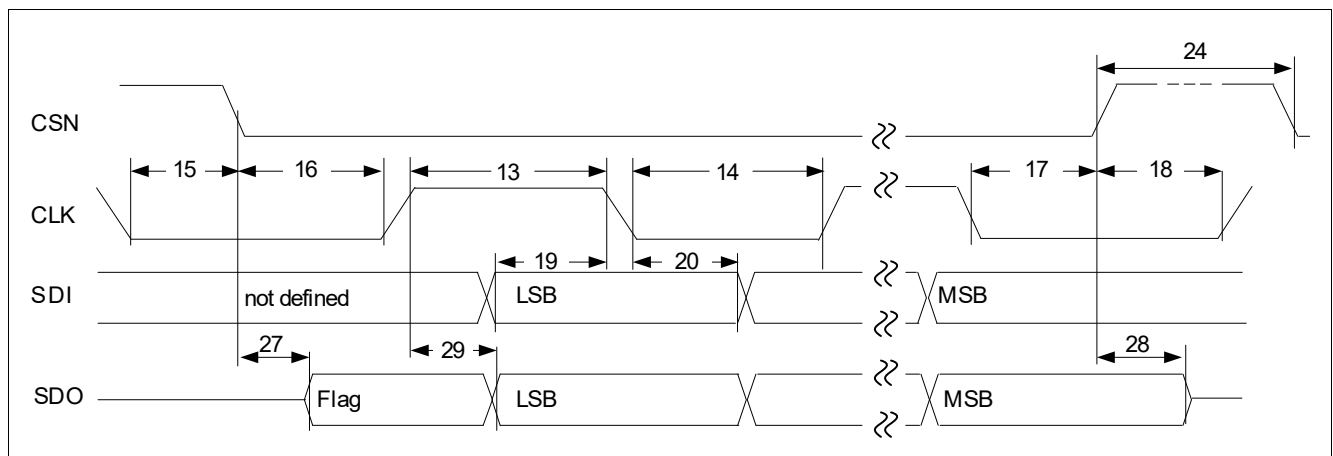 24
CSN
15 16 13 14 17 18
CLK
19 20
SDI not defined LSB MSB
27 29 28
SDO Flag LSB MSB